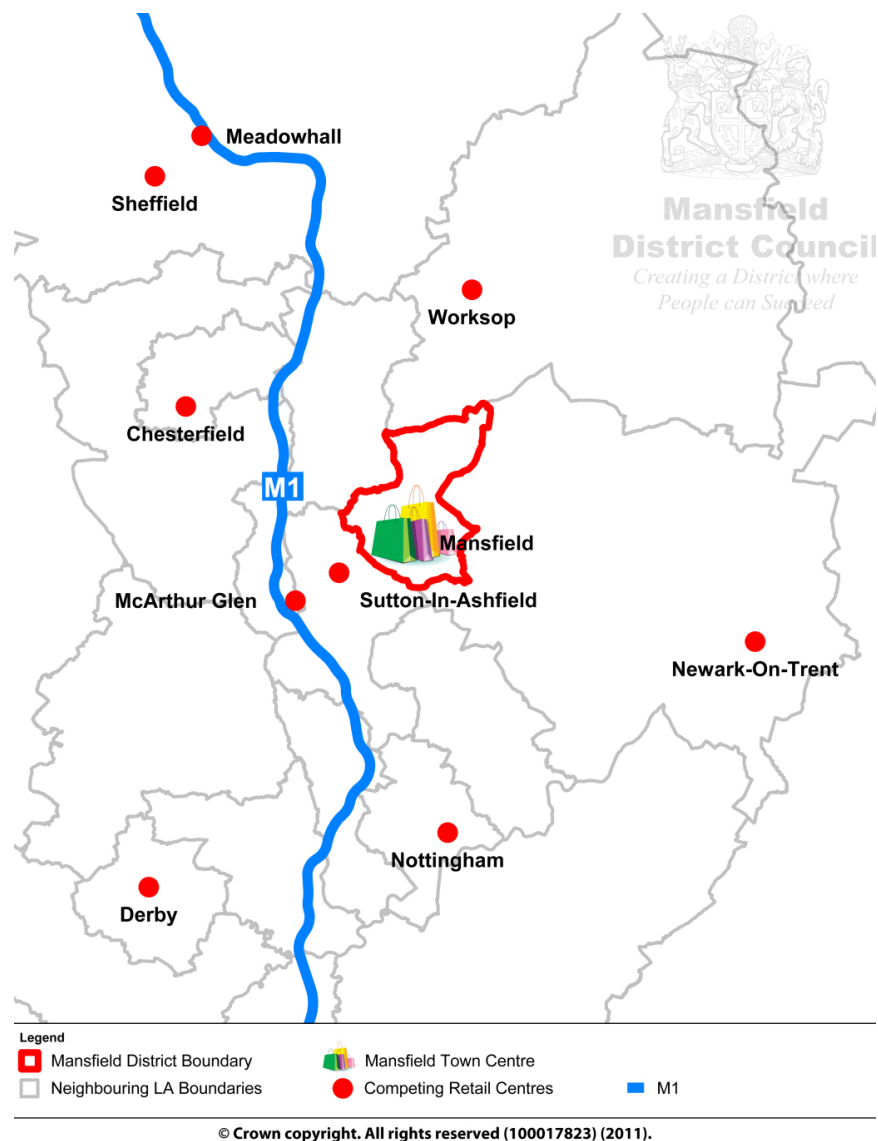 Meadowhall
Sheffield
Mansfield
District Council
Creating a District where
People can Succeed
Worksop
Chesterfield
M1
Mansfield
McArthur Glen
Sutton-In-Ashfield
Newark-On-Trent
Nottingham
Derby
Legend
Mansfield District Boundary
Mansfield Town Centre
Neighbouring LA Boundaries
Competing Retail Centres
M1
© Crown copyright. All rights reserved (100017823) (2011).